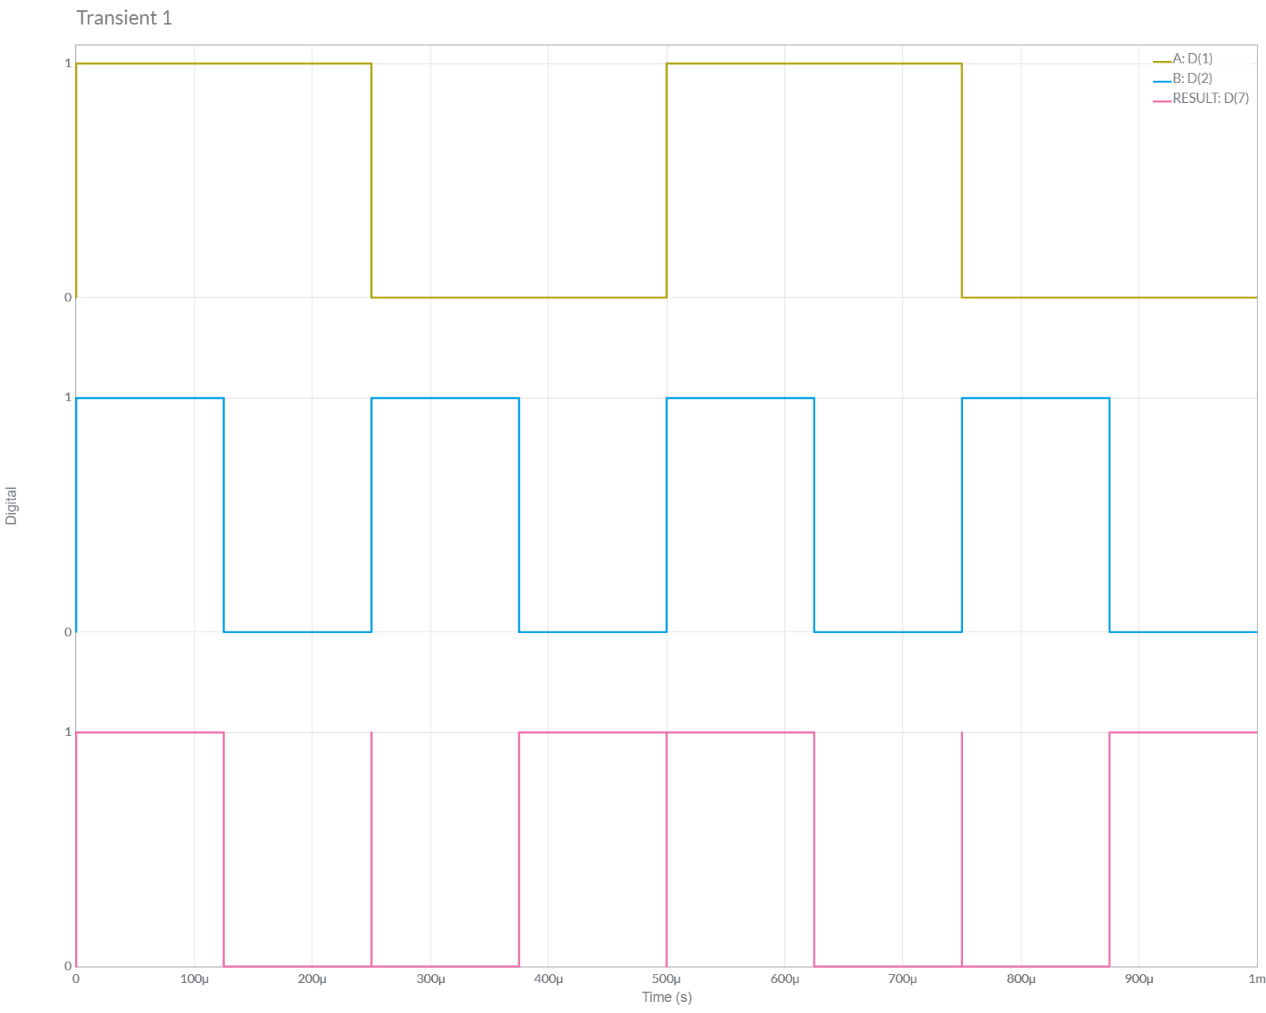 Transient 1
A: D(1)
B: D(2)
RESULT: D(7)
1
0
1
0
1
0
Digital
0 100µ 200µ 300µ 400µ 500µ 600µ 700µ 800µ 900µ 1m
Time (s)